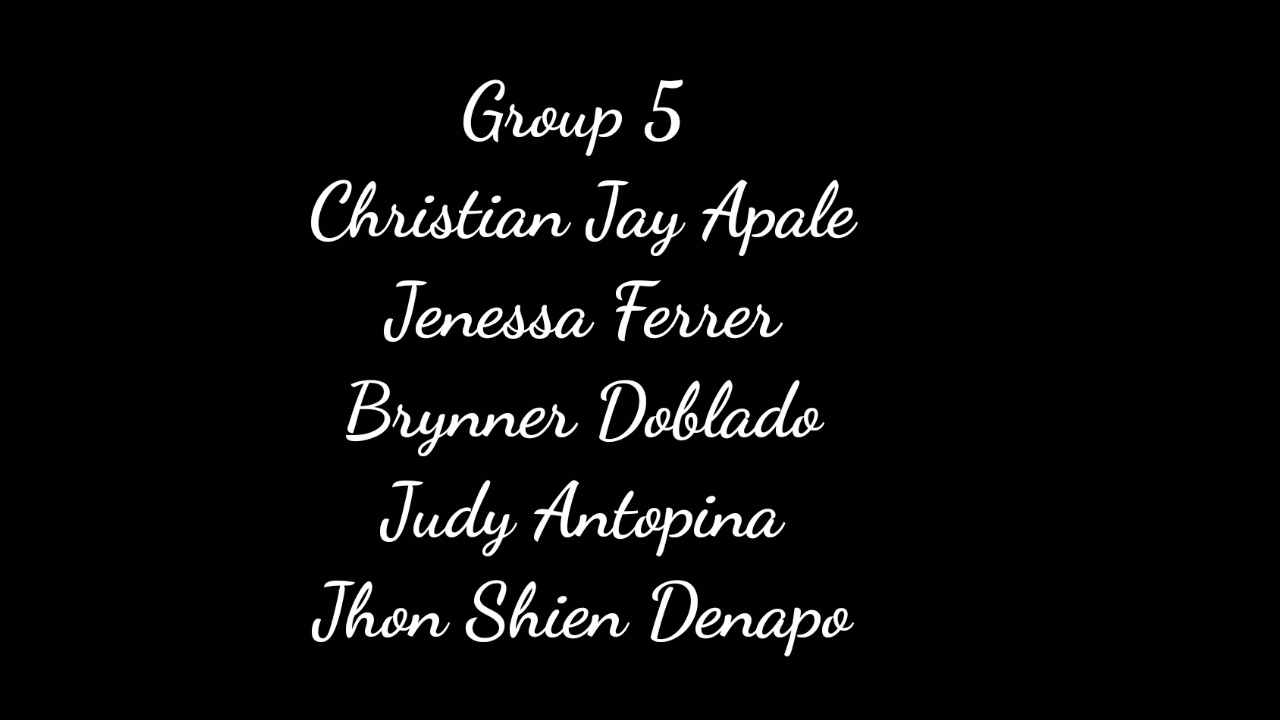 Group 5
Christian Jay Apale
Jenessa Ferrer
Brynner Doblado
Judy Antopina
Jhon Shien Denapo